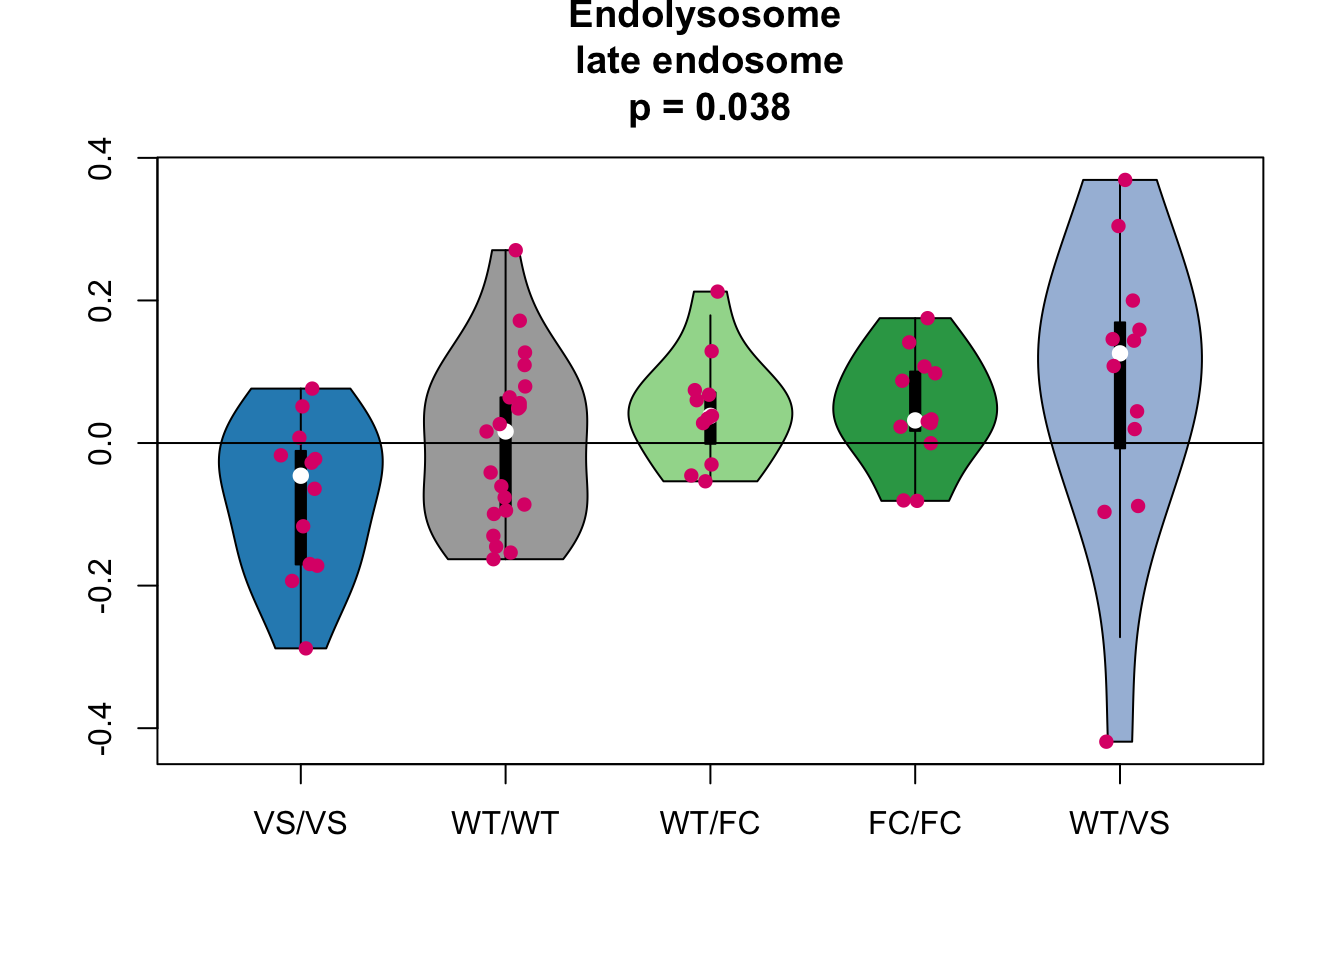 Endolysosome
late endosome
p = 0.038
0.4
0.2
0.0
-0.2
-0.4
VS/VS WT/WT WT/FC FC/FC WT/VS